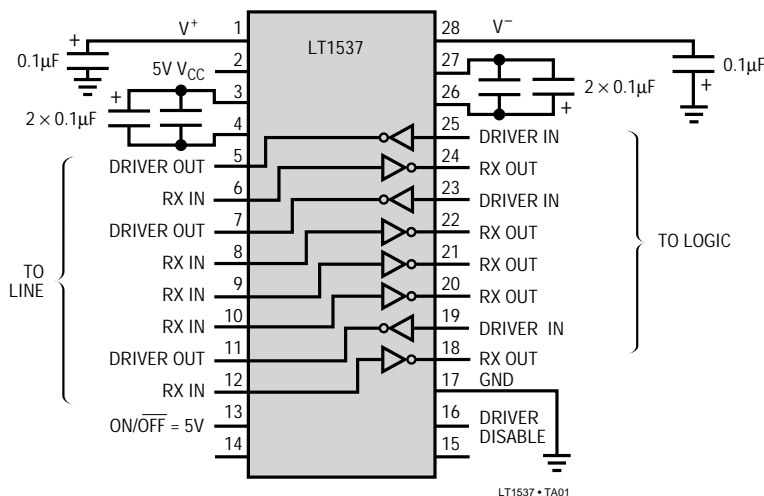 V+
1
LT1537
28
V−
0.1µF
+
5V VCC
2
27
0.1µF
+
2 × 0.1µF
+
3
26
2 × 0.1µF
+
4
25
DRIVER IN
DRIVER OUT
5
24
RX OUT
RX IN
6
23
DRIVER IN
DRIVER OUT
7
22
RX OUT
RX IN
8
21
RX OUT
TO LOGIC
TO LINE
RX IN
9
20
RX OUT
RX IN
10
19
DRIVER IN
DRIVER OUT
11
18
RX OUT
RX IN
12
17
GND
ON/OFF = 5V
13
16
DRIVER DISABLE
14
15
LT1537 • TA01